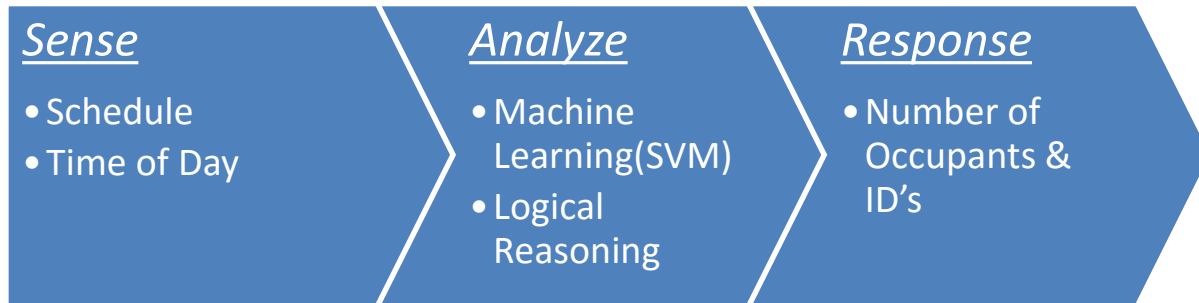 Sense
• Schedule
• Time of Day
Analyze
• Machine
Learning(SVM)
• Logical
Reasoning
Response
• Number of
Occupants &
ID’s